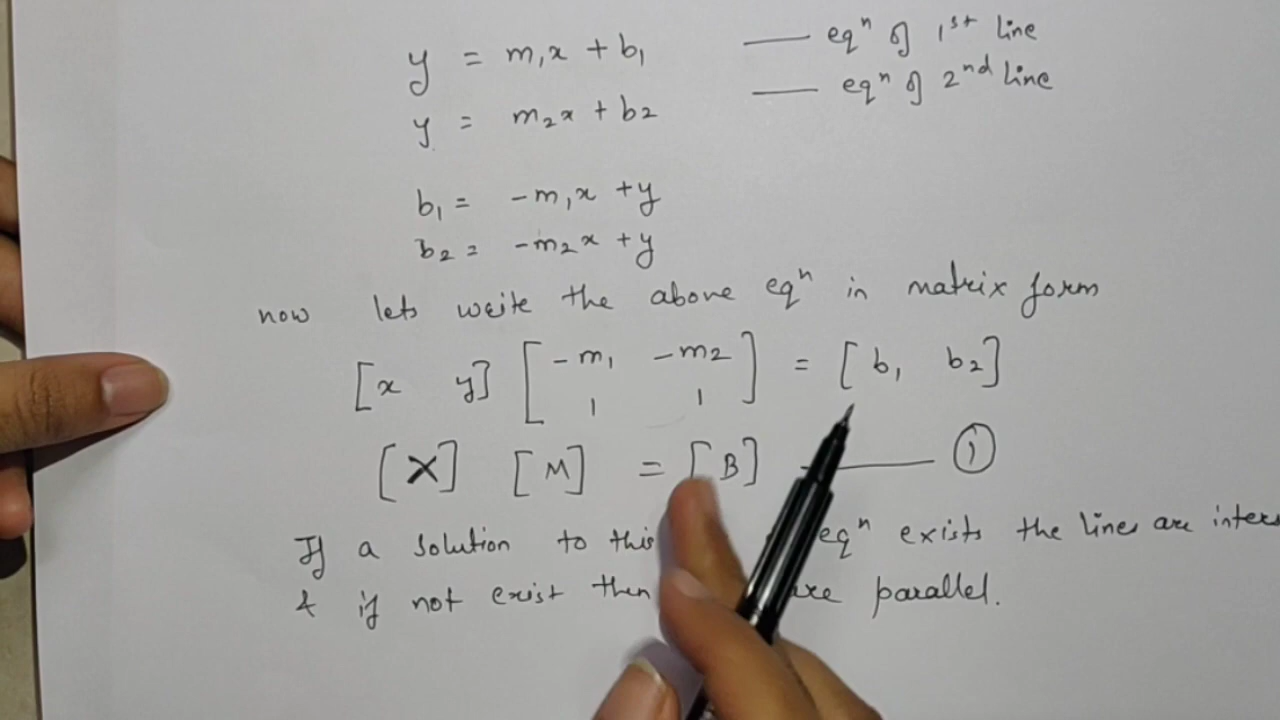 y = m₁x + b₁ —— eqⁿ of 1ˢᵗ line
y = m₂x + b₂ —— eqⁿ of 2ⁿᵈ line
b₁ = -m₁x + y
b₂ = -m₂x + y
now lets write the above eqⁿ in matrix form
[x y] [-m₁ -m₂
1 1] = [b₁ b₂]
[X] [M] = [B] —— ①
If a solution to this eqⁿ exists the lines are
& if not exist then are parallel.